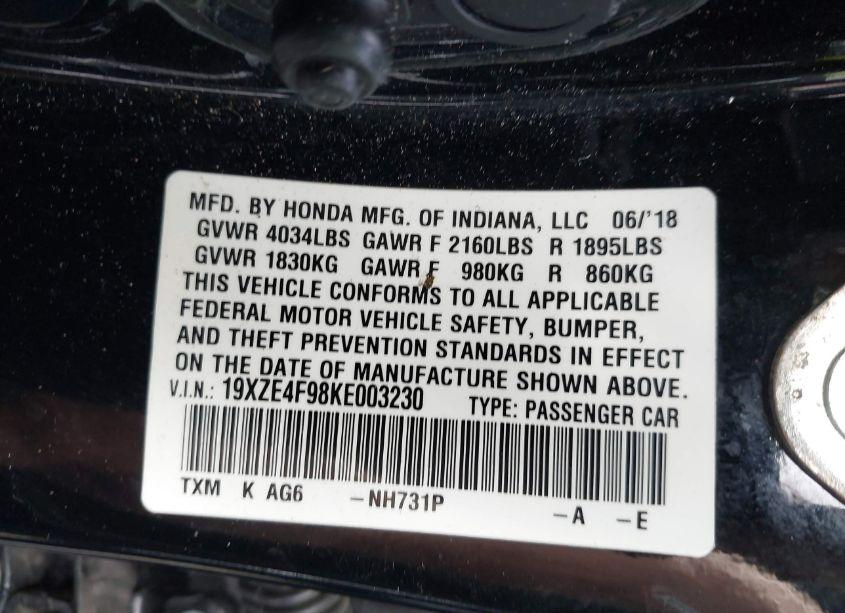 MFD. BY HONDA MFG. OF INDIANA, LLC 06/'18
GVWR 4034LBS GAWR F 2160LBS R 1895LBS
GVWR 1830KG GAWR F 980KG R 860KG
THIS VEHICLE CONFORMS TO ALL APPLICABLE
FEDERAL MOTOR VEHICLE SAFETY, BUMPER,
AND THEFT PREVENTION STANDARDS IN EFFECT
ON THE DATE OF MANUFACTURE SHOWN ABOVE.
V.I.N.: 19XZE4F98KE003230 TYPE: PASSENGER CAR
TXM K AG6 -NH731P -A -E